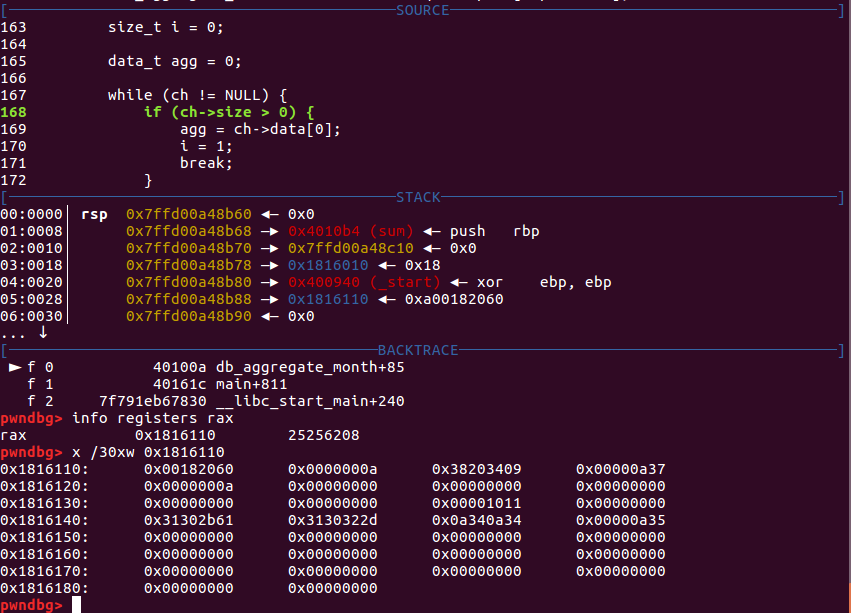 [ SOURCE ]
163 size_t i = 0;
164
165 data_t agg = 0;
166
167 while (ch != NULL) {
168 if (ch->size > 0) {
169 agg = ch->data[0];
170 i = 1;
171 break;
172 }
[ STACK ]
00:0000│ rsp 0x7ffd00a48b60 ◂— 0x0
01:0008│ 0x7ffd00a48b68 —▸ 0x4010b4 (sum) ◂— push rbp
02:0010│ 0x7ffd00a48b70 —▸ 0x7ffd00a48c10 ◂— 0x0
03:0018│ 0x7ffd00a48b78 —▸ 0x1816010 ◂— 0x18
04:0020│ 0x7ffd00a48b80 —▸ 0x400940 (_start) ◂— xor ebp, ebp
05:0028│ 0x7ffd00a48b88 —▸ 0x1816110 ◂— 0xa00182060
06:0030│ 0x7ffd00a48b90 ◂— 0x0
... ↓
[ BACKTRACE ]
► f 0 40100a db_aggregate_month+85
f 1 40161c main+811
f 2 7f791eb67830 __libc_start_main+240
pwndbg> info registers rax
rax 0x1816110 25256208
pwndbg> x /30xw 0x1816110
0x1816110: 0x00182060 0x0000000a 0x38203409 0x00000a37
0x1816120: 0x0000000a 0x00000000 0x00000000 0x00000000
0x1816130: 0x00000000 0x00000000 0x00001011 0x00000000
0x1816140: 0x31302b61 0x3130322d 0x0a340a34 0x00000a35
0x1816150: 0x00000000 0x00000000 0x00000000 0x00000000
0x1816160: 0x00000000 0x00000000 0x00000000 0x00000000
0x1816170: 0x00000000 0x00000000 0x00000000 0x00000000
0x1816180: 0x00000000 0x00000000
pwndbg>